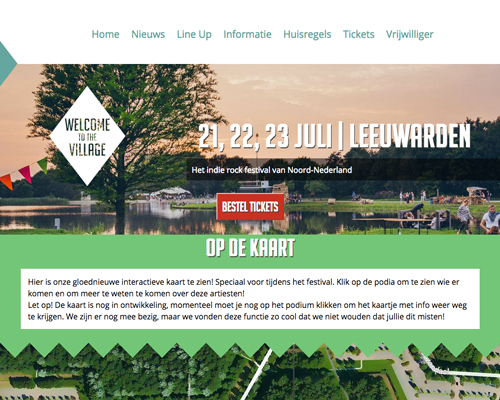 Home Nieuws Line Up Informatie Huisregels Tickets Vrijwilliger
WELCOME
TO THE
VILLAGE
21, 22, 23 JULI | LEEUWARDEN
Het indie rock festival van Noord-Nederland
BESTEL TICKETS
OP DE KAART
Hier is onze gloednieuwe interactieve kaart te zien! Speciaal voor tijdens het festival. Klik op de podia om te zien wie er
komen en om meer te weten te komen over deze artiesten!
Let op! De kaart is nog in ontwikkeling, momenteel moet je nog op het podium klikken om het kaartje met info weer weg
te krijgen. We zijn er nog mee bezig, maar we vonden deze functie zo cool dat we niet wouden dat jullie dit misten!